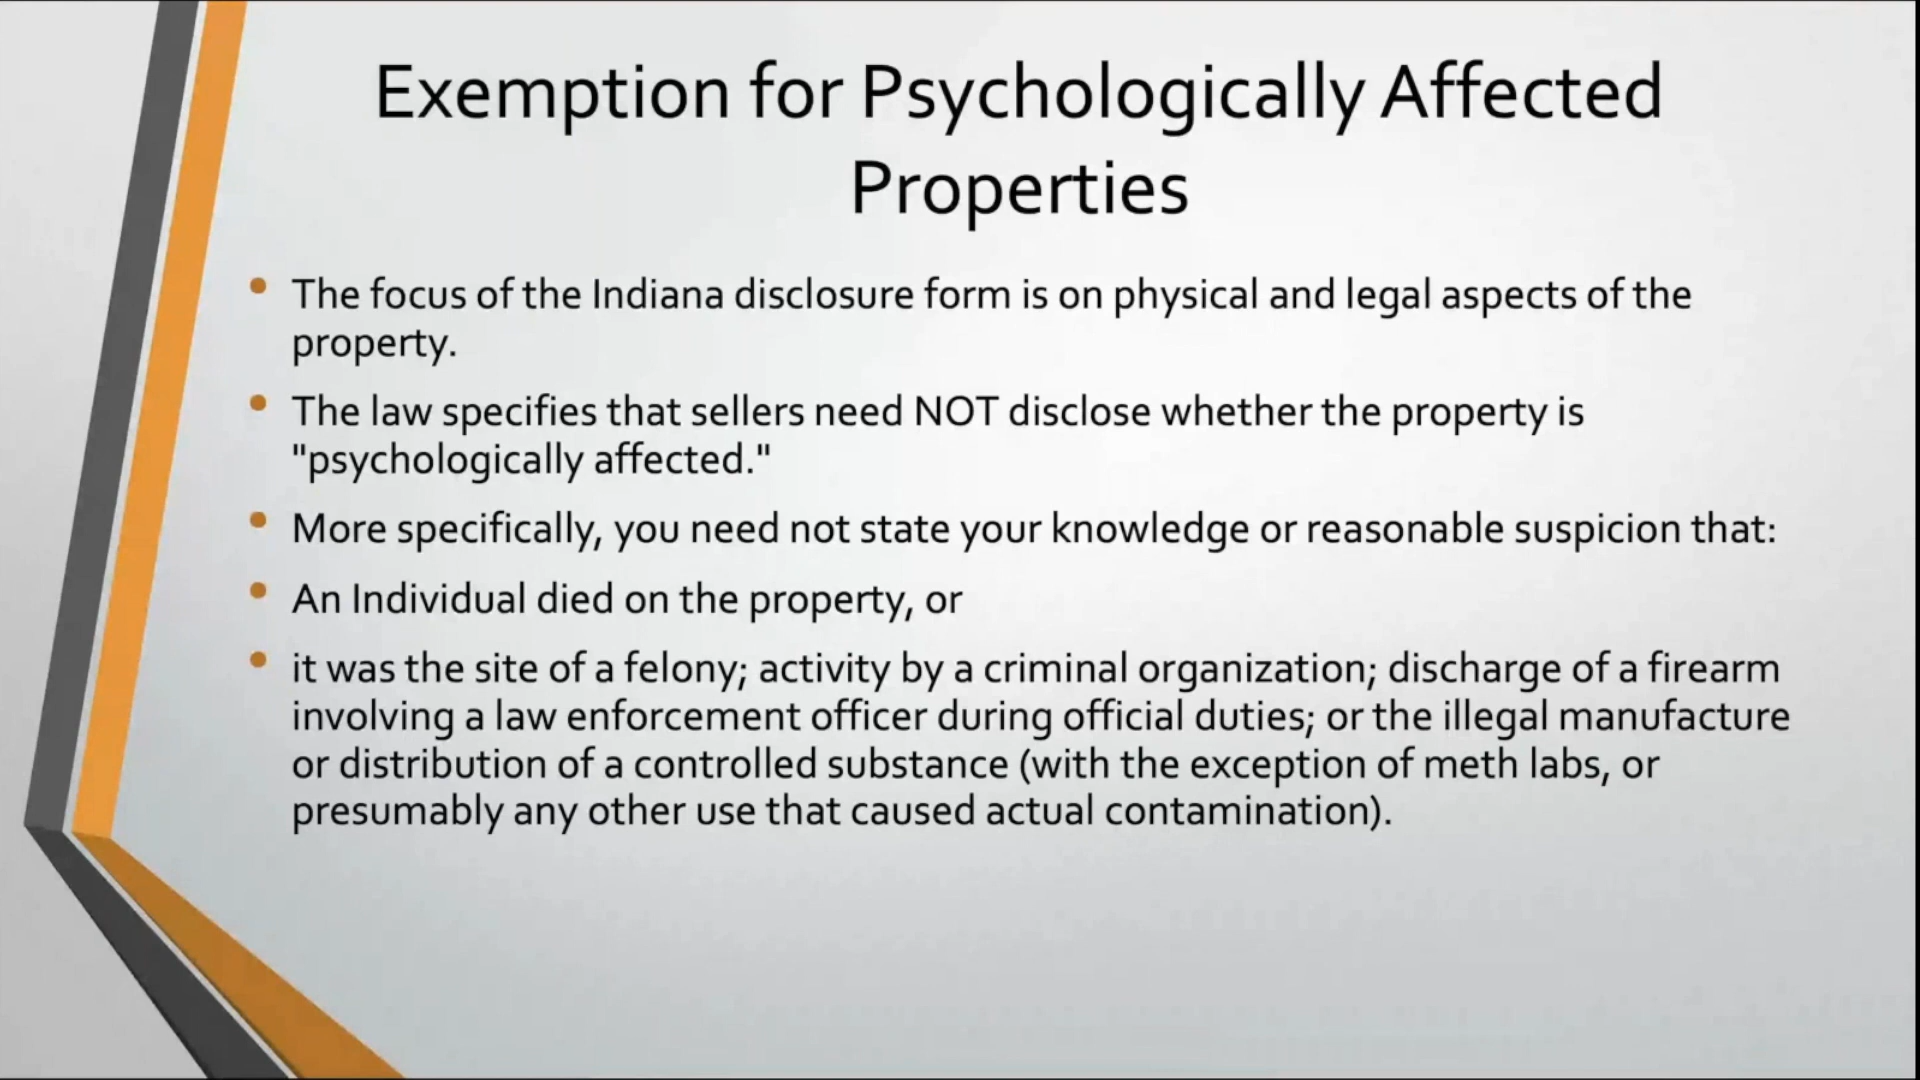 Exemption for Psychologically Affected
Properties
• The focus of the Indiana disclosure form is on physical and legal aspects of the
property.
• The law specifies that sellers need NOT disclose whether the property is
"psychologically affected."
• More specifically, you need not state your knowledge or reasonable suspicion that:
• An Individual died on the property, or
• it was the site of a felony; activity by a criminal organization; discharge of a firearm
involving a law enforcement officer during official duties; or the illegal manufacture
or distribution of a controlled substance (with the exception of meth labs, or
presumably any other use that caused actual contamination).